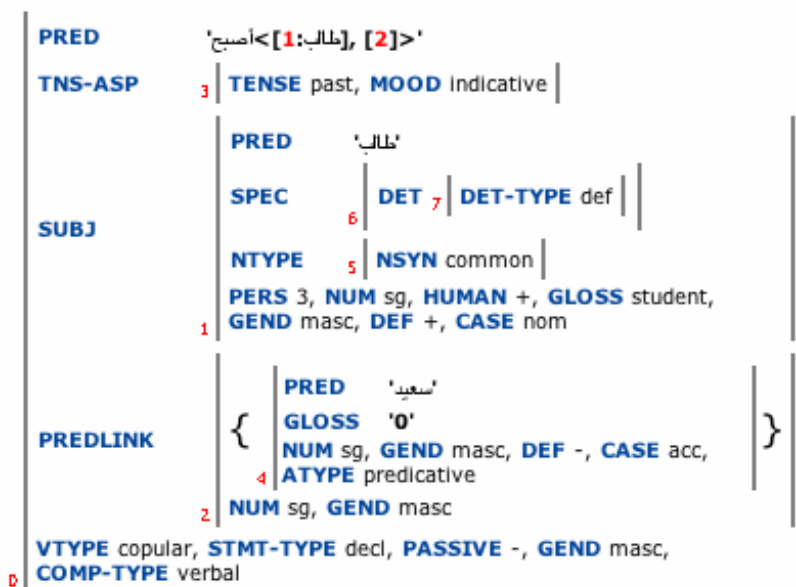 PRED 'أصبح<[1:طالب], [2]>'
TNS-ASP 3 TENSE past, MOOD indicative
PRED 'طالب'
SPEC 6 DET 7 DET-TYPE def
SUBJ
NTYPE 5 NSYN common
PERS 3, NUM sg, HUMAN +, GLOSS student,
1 GEND masc, DEF +, CASE nom
PRED 'سعيد'
GLOSS '0'
PREDLINK { }
NUM sg, GEND masc, DEF -, CASE acc,
4 ATYPE predicative
2 NUM sg, GEND masc
VTYPE copular, STMT-TYPE decl, PASSIVE -, GEND masc,
0 COMP-TYPE verbal